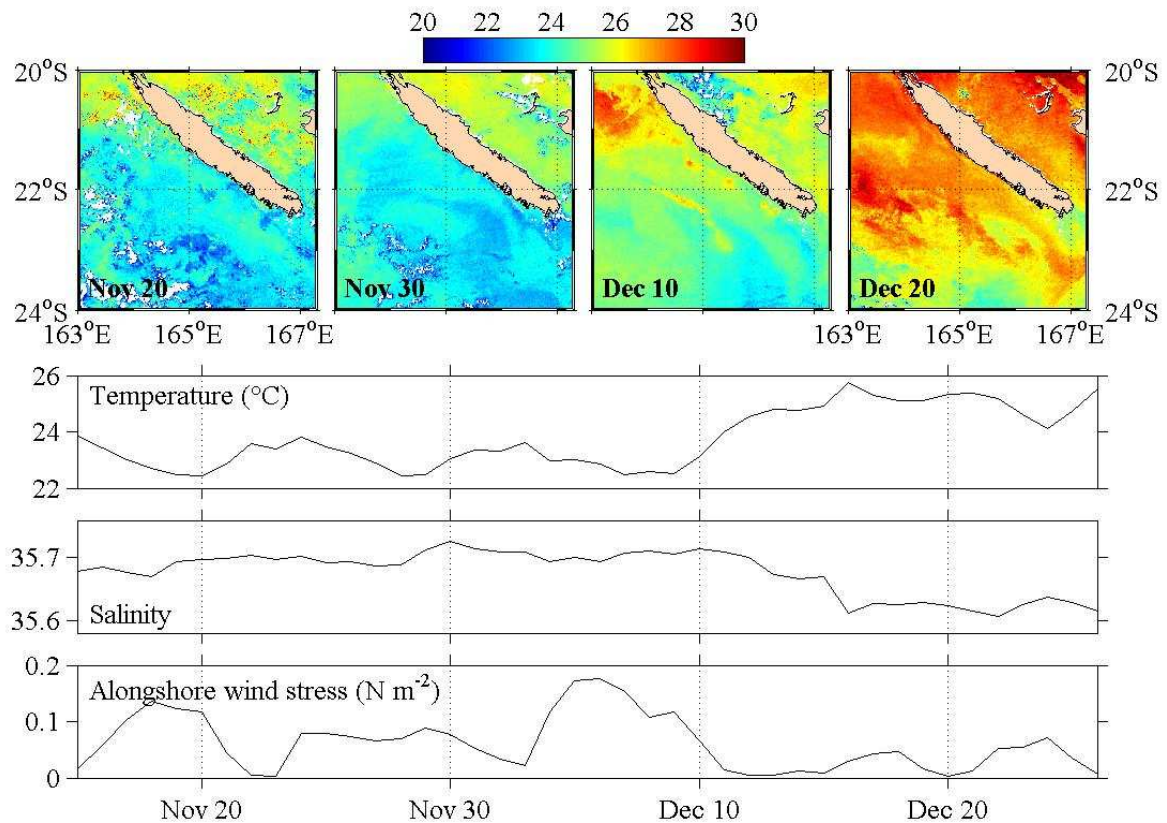 20 22 24 26 28 30
20°S 20°S
22°S 22°S
Nov 20 Nov 30 Dec 10 Dec 20
24°S 24°S
163°E 165°E 167°E 163°E 165°E 167°E
26
Temperature (°C)
24
22
35.7
Salinity
35.6
0.2
Alongshore wind stress (N m-2)
0.1
0
Nov 20 Nov 30 Dec 10 Dec 20